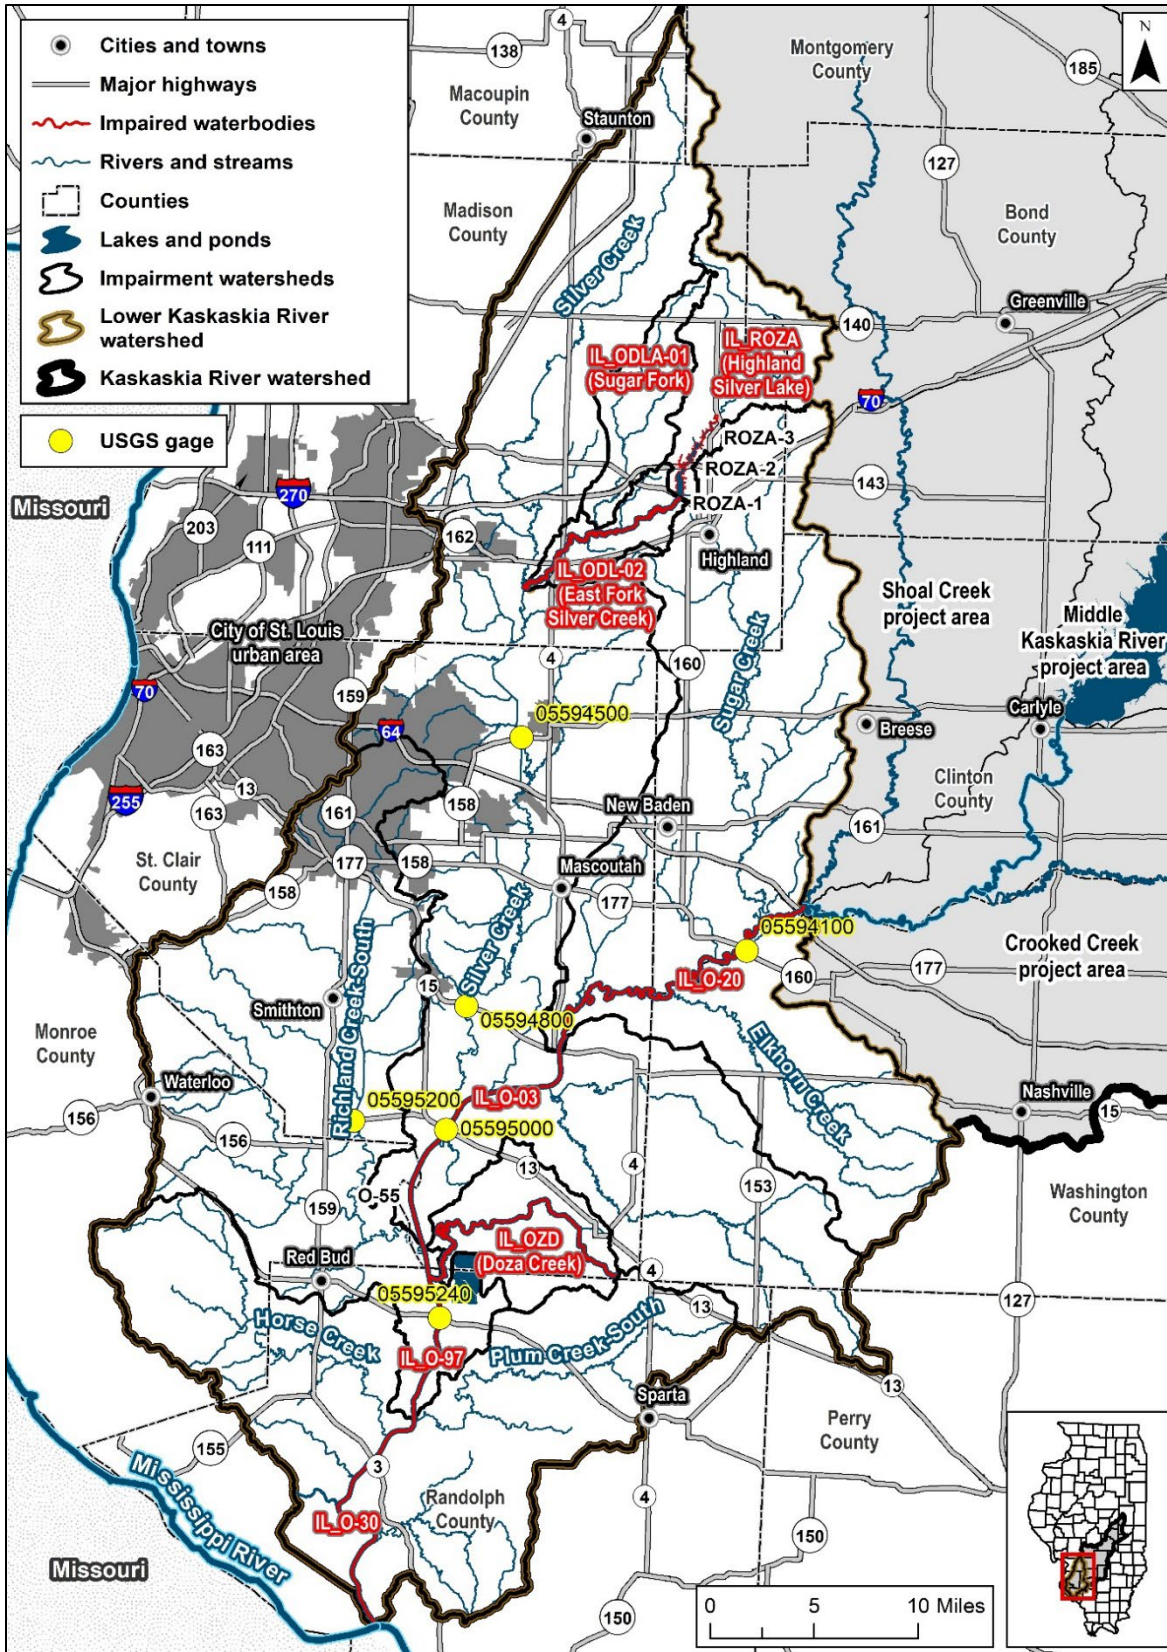 Cities and towns
Major highways
Impaired waterbodies
Rivers and streams
Counties
Lakes and ponds
Impairment watersheds
Lower Kaskaskia River
watershed
Kaskaskia River watershed
USGS gage
N
4
138
185
127
Montgomery
County
Macoupin
County
Staunton
Madison
County
Bond
County
Silver Creek
Greenville
140
IL_ODLA-01
(Sugar Fork)
IL_ROZA
(Highland
Silver Lake)
70
ROZA-3
ROZA-2
ROZA-1
143
Missouri
270
203
111
162
Highland
IL_ODL-02
(East Fork
Silver Creek)
Shoal Creek
project area
Middle
Kaskaskia River
project area
City of St. Louis
urban area
4
160
Sugar Creek
70
159
64
05594500
Breese
Carlyle
163
255
13
163
161
158
New Baden
Clinton
County
161
St. Clair
County
177
158
Mascoutah
158
177
05594100
Silver Creek
Richland Creek-South
15
IL_O-20
160
177
Crooked Creek
project area
Smithton
05594800
Monroe
County
Elkhorn Creek
Waterloo
05595200
IL_O-03
Nashville
15
156
156
05595000
13
4
153
O-55
159
Washington
County
IL_OZD
(Doza Creek)
Red Bud
4
127
05595240
13
Horse Creek
Plum Creek-South
IL_O-97
13
Sparta
Perry
County
155
3
Mississippi River
Randolph
County
IL_O-30
4
150
Missouri
150
0
5
10 Miles